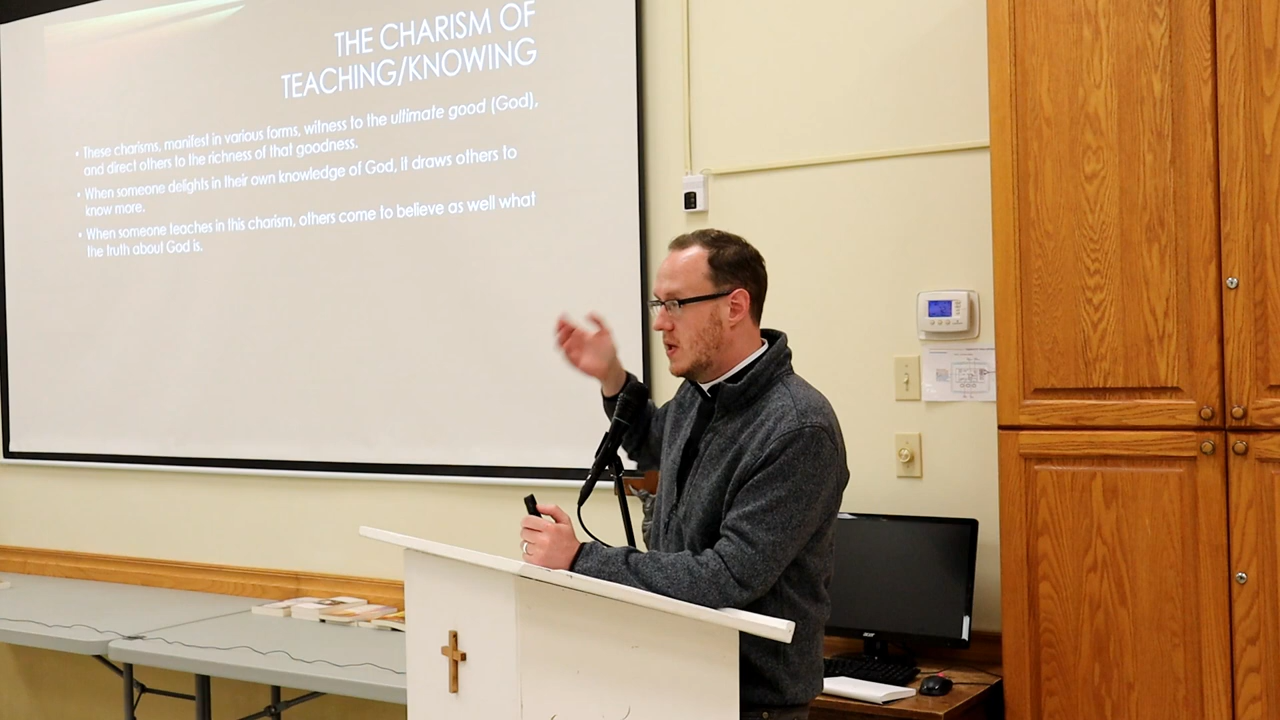 THE CHARISM OF
TEACHING/KNOWING
• These charisms, manifest in various forms, witness to the ultimate good (God),
and direct others to the richness of that goodness.
• When someone delights in their own knowledge of God, it draws others to
know more.
• When someone teaches in this charism, others come to believe as well what
the truth about God is.
acer